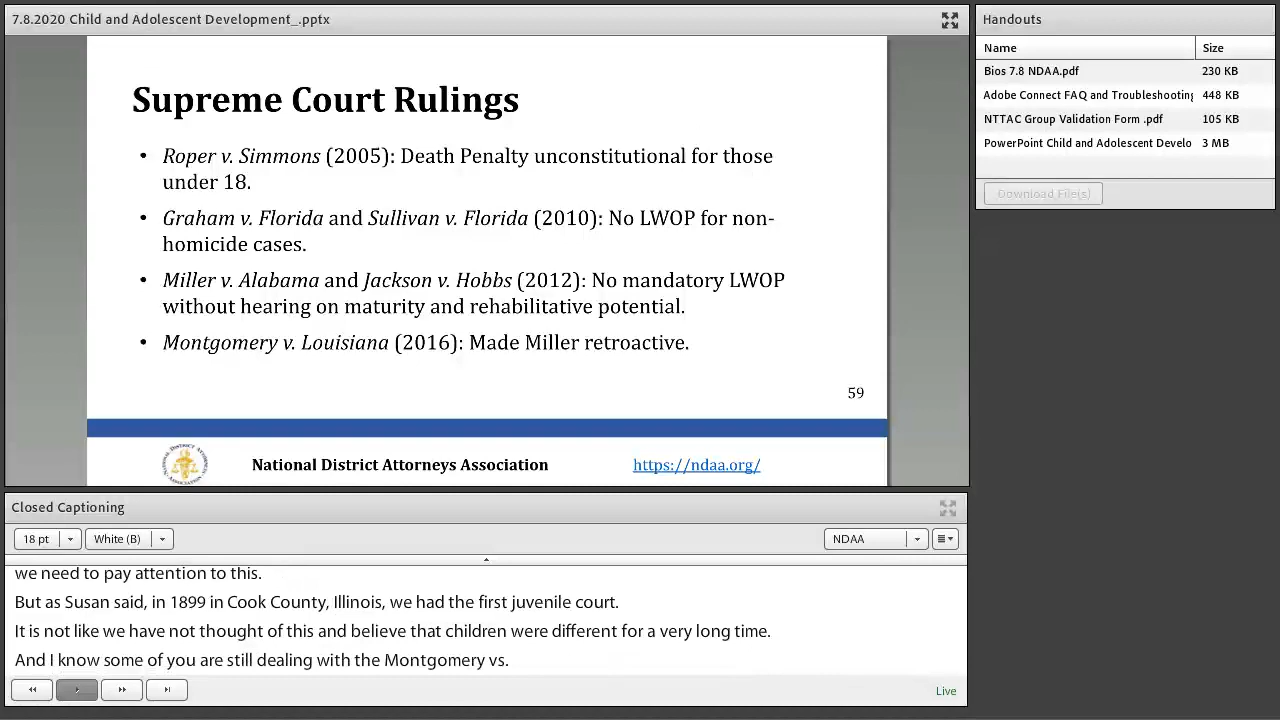 7.8.2020 Child and Adolescent Development_.pptx
Supreme Court Rulings
• Roper v. Simmons (2005): Death Penalty unconstitutional for those
under 18.
• Graham v. Florida and Sullivan v. Florida (2010): No LWOP for non-
homicide cases.
• Miller v. Alabama and Jackson v. Hobbs (2012): No mandatory LWOP
without hearing on maturity and rehabilitative potential.
• Montgomery v. Louisiana (2016): Made Miller retroactive.
59
National District Attorneys Association https://ndaa.org/
Handouts
Name Size
Bios 7.8 NDAA.pdf 230 KB
Adobe Connect FAQ and Troubleshooting 448 KB
NTTAC Group Validation Form .pdf 105 KB
PowerPoint Child and Adolescent Develo 3 MB
Download File(s)
Closed Captioning
18 pt White (B) NDAA
we need to pay attention to this.
But as Susan said, in 1899 in Cook County, Illinois, we had the first juvenile court.
It is not like we have not thought of this and believe that children were different for a very long time.
And I know some of you are still dealing with the Montgomery vs.
Live